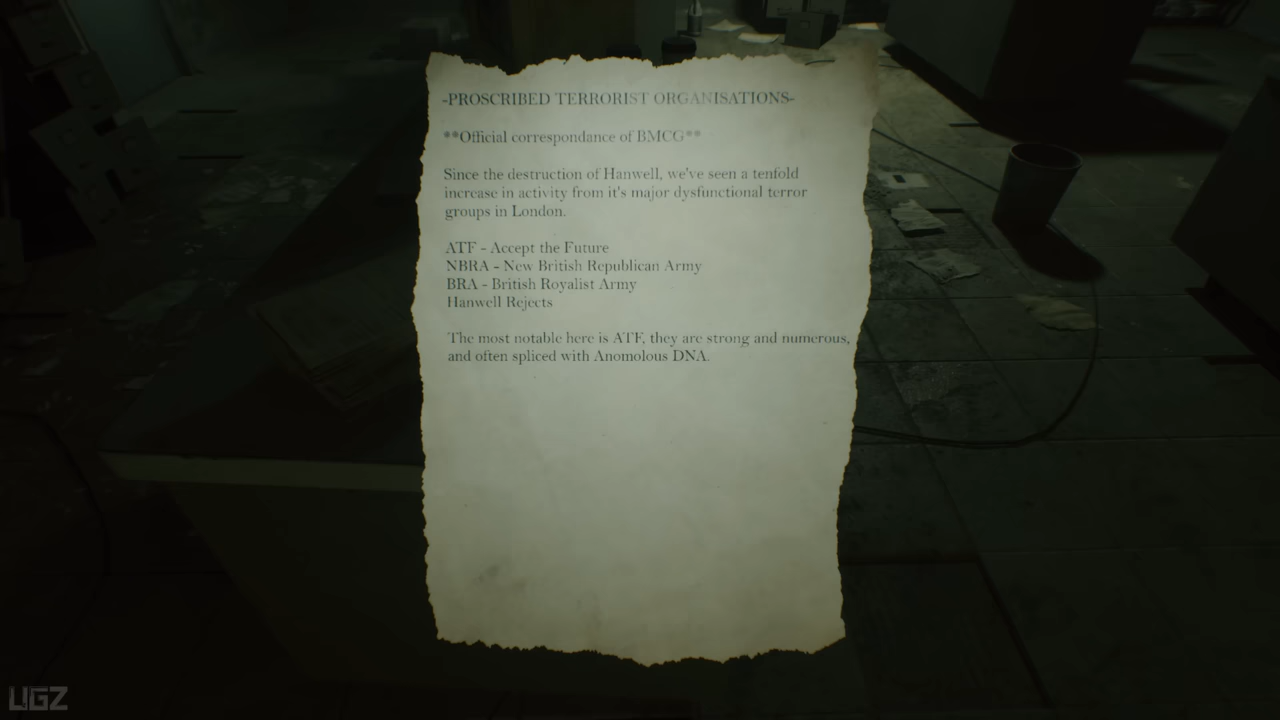 -PROSCRIBED TERRORIST ORGANISATIONS-
**Official correspondance of BMCG**
Since the destruction of Hanwell, we've seen a tenfold
increase in activity from it's major dysfunctional terror
groups in London.
ATF - Accept the Future
NBRA - New British Republican Army
BRA - British Royalist Army
Hanwell Rejects
The most notable here is ATF, they are strong and numerous,
and often spliced with Anomolous DNA.
UGZ